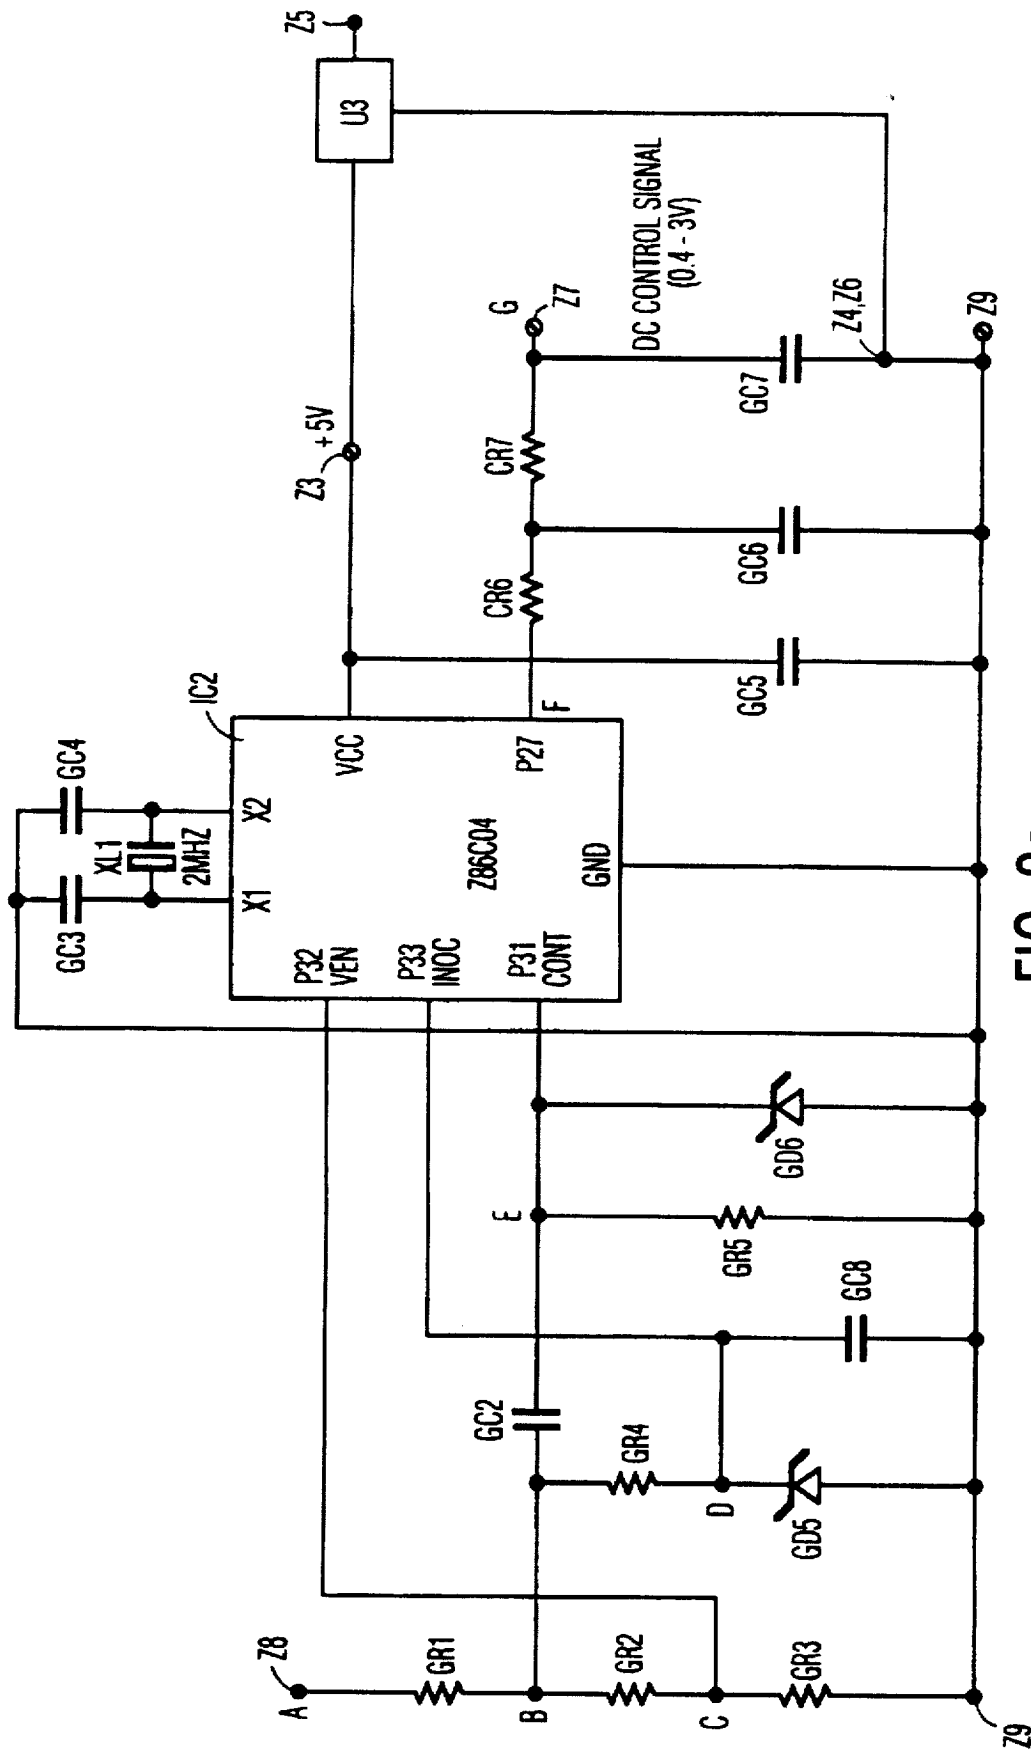 Z5
U3
Z3
+5V
G
Z7
DC CONTROL SIGNAL
(0.4 - 3V)
Z4,Z6
Z9
CR7
CR6
GC7
GC6
GC5
F
IC2
GC4
GC3
XL1
2MHZ
X2
X1
VCC
P27
Z86C04
GND
P32
VEN
P33
INOC
P31
CONT
E
GD6
GR5
GC8
GC2
GR4
D
GD5
Z8
A
GR1
B
GR2
C
GR3
Z9